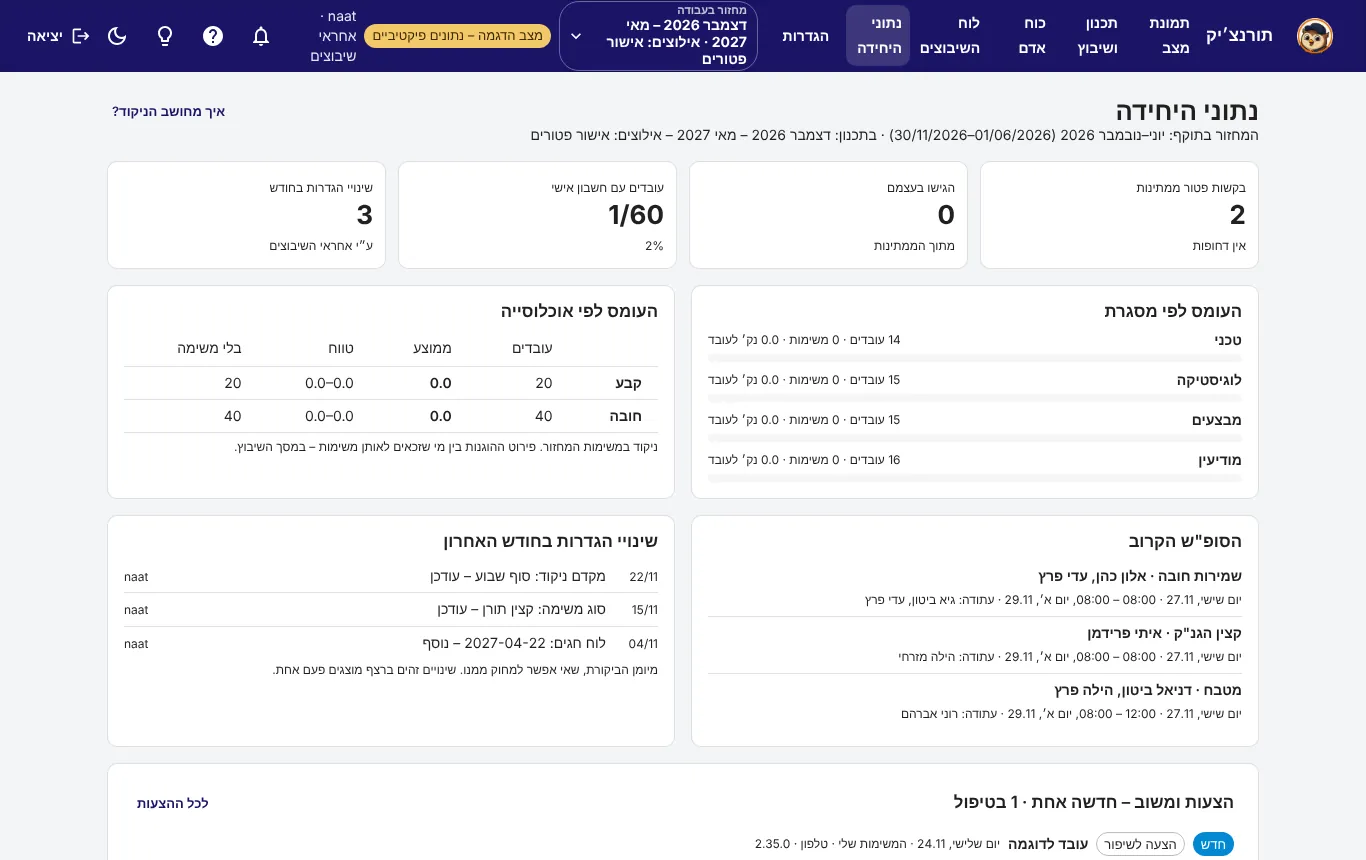 תורנצ׳יק
תמונת
מצב
תכנון
ושיבוץ
כוח
אדם
לוח
השיבוצים
נתוני
היחידה
הגדרות
מחזור בעבודה
דצמבר 2026 – מאי
2027 · אילוצים: אישור
פטורים
מצב הדגמה – נתונים פיקטיביים
naat ·
אחראי
שיבוצים
יציאה
נתוני היחידה
איך מחושב הניקוד?
המחזור בתוקף: יוני–נובמבר 2026 (01/06/2026–30/11/2026) · בתכנון: דצמבר 2026 – מאי 2027 – אילוצים: אישור פטורים
בקשות פטור ממתינות
2
אין דחופות
הגישו בעצמם
0
מתוך הממתינות
עובדים עם חשבון אישי
1/60
2%
שינויי הגדרות בחודש
3
ע״י אחראי השיבוצים
העומס לפי מסגרת
טכני 14 עובדים · 0 משימות · 0.0 נק׳ לעובד
לוגיסטיקה 15 עובדים · 0 משימות · 0.0 נק׳ לעובד
מבצעים 15 עובדים · 0 משימות · 0.0 נק׳ לעובד
מודיעין 16 עובדים · 0 משימות · 0.0 נק׳ לעובד
העומס לפי אוכלוסייה
עובדים ממוצע טווח בלי משימה
קבע 20 0.0 0.0–0.0 20
חובה 40 0.0 0.0–0.0 40
ניקוד במשימות המחזור. פירוט ההוגנות בין מי שזכאים לאותן משימות – במסך השיבוץ.
הסופ"ש הקרוב
שמירות חובה · אלון כהן, עדי פרץ
יום שישי, 27.11 · 08:00 – 08:00, יום א׳, 29.11 · עתודה: גיא ביטון, עדי פרץ
קצין הגנ"ק · איתי פרידמן
יום שישי, 27.11 · 08:00 – 08:00, יום א׳, 29.11 · עתודה: הילה מזרחי
מטבח · דניאל ביטון, הילה פרץ
יום שישי, 27.11 · 12:00 – 08:00, יום א׳, 29.11 · עתודה: רוני אברהם
שינויי הגדרות בחודש האחרון
22/11 מקדם ניקוד: סוף שבוע – עודכן naat
15/11 סוג משימה: קצין תורן – עודכן naat
04/11 לוח חגים: 2027-04-22 – נוסף naat
מיומן הביקורת, שאי אפשר למחוק ממנו. שינויים זהים ברצף מוצגים פעם אחת.
הצעות ומשוב – חדשה אחת · 1 בטיפול
לכל ההצעות
חדש הצעה לשיפור עובד לדוגמה יום שלישי, 24.11 · המשימות שלי · טלפון · 2.35.0